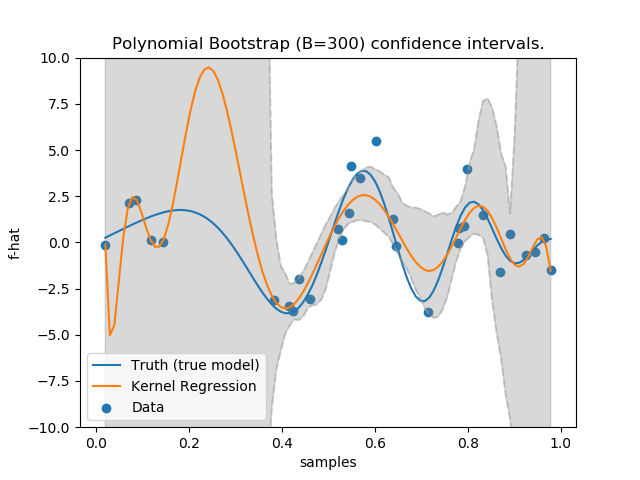 Polynomial Bootstrap (B=300) confidence intervals.
10.0
7.5
5.0
2.5
0.0
−2.5
−5.0
−7.5
−10.0
f-hat
Truth (true model)
Kernel Regression
Data
0.0 0.2 0.4 0.6 0.8 1.0
samples